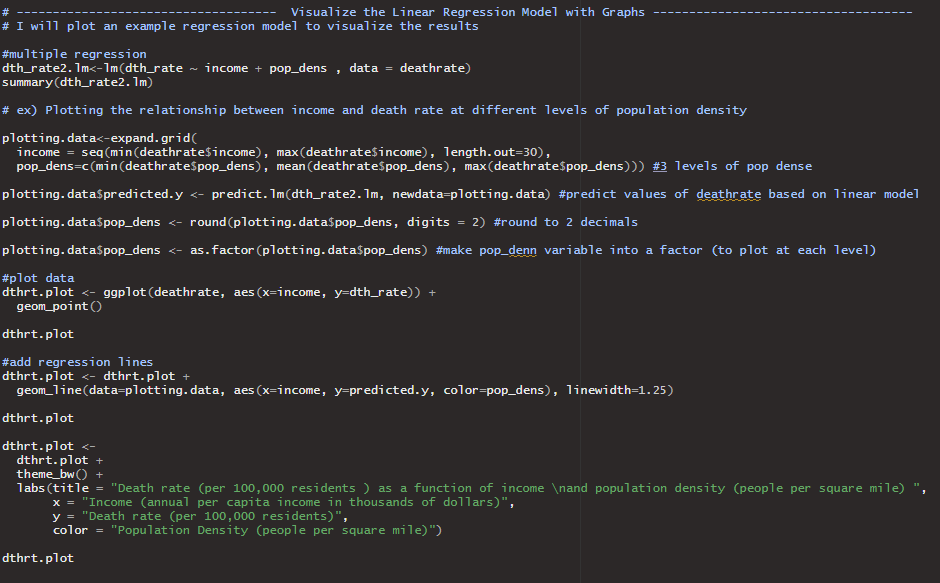 # ------------------------------------  Visualize the Linear Regression Model with Graphs ------------------------------------
# I will plot an example regression model to visualize the results

#multiple regression
dth_rate2.lm<-lm(dth_rate ~ income + pop_dens , data = deathrate)
summary(dth_rate2.lm)

# ex) Plotting the relationship between income and death rate at different levels of population density

plotting.data<-expand.grid(
  income = seq(min(deathrate$income), max(deathrate$income), length.out=30),
  pop_dens=c(min(deathrate$pop_dens), mean(deathrate$pop_dens), max(deathrate$pop_dens))) #3 levels of pop dense

plotting.data$predicted.y <- predict.lm(dth_rate2.lm, newdata=plotting.data) #predict values of deathrate based on linear model

plotting.data$pop_dens <- round(plotting.data$pop_dens, digits = 2) #round to 2 decimals

plotting.data$pop_dens <- as.factor(plotting.data$pop_dens) #make pop_denn variable into a factor (to plot at each level)

#plot data
dthrt.plot <- ggplot(deathrate, aes(x=income, y=dth_rate)) +
  geom_point()

dthrt.plot

#add regression lines
dthrt.plot <- dthrt.plot +
  geom_line(data=plotting.data, aes(x=income, y=predicted.y, color=pop_dens), linewidth=1.25)

dthrt.plot

dthrt.plot <-
  dthrt.plot +
  theme_bw() +
  labs(title = "Death rate (per 100,000 residents ) as a function of income \nand population density (people per square mile) ",
       x = "Income (annual per capita income in thousands of dollars)",
       y = "Death rate (per 100,000 residents)",
       color = "Population Density (people per square mile)")

dthrt.plot